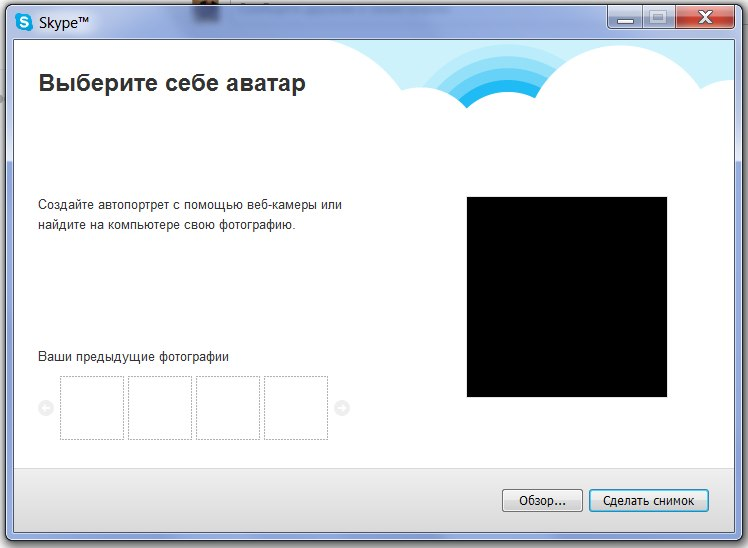 Skype™
Выберите себе аватар
Создайте автопортрет с помощью веб-камеры или
найдите на компьютере свою фотографию.
Ваши предыдущие фотографии
Обзор...
Сделать снимок